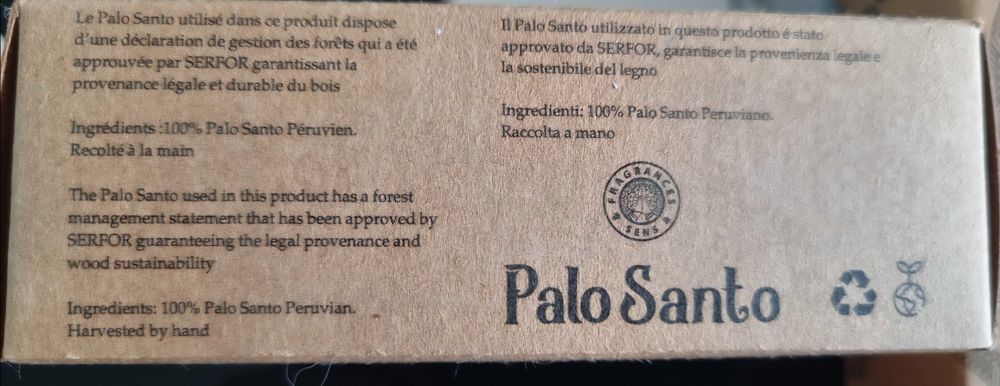 Le Palo Santo utilisé dans ce produit dispose
d'une déclaration de gestion des forêts qui a été
approuvée par SERFOR garantissant la
provenance légale et durable du bois
Ingrédients :100% Palo Santo Péruvien.
Recolté à la main
The Palo Santo used in this product has a forest
management statement that has been approved by
SERFOR guaranteeing the legal provenance and
wood sustainability
Ingredients: 100% Palo Santo Peruvian.
Harvested by hand
Il Palo Santo utilizzato in questo prodotto é stato
approvato da SERFOR, garantisce la provenienza legale e
la sostenibile del legno
Ingredienti: 100% Palo Santo Peruviano.
Raccolta a mano
FRAGRANCES
& SENS &
Palo Santo